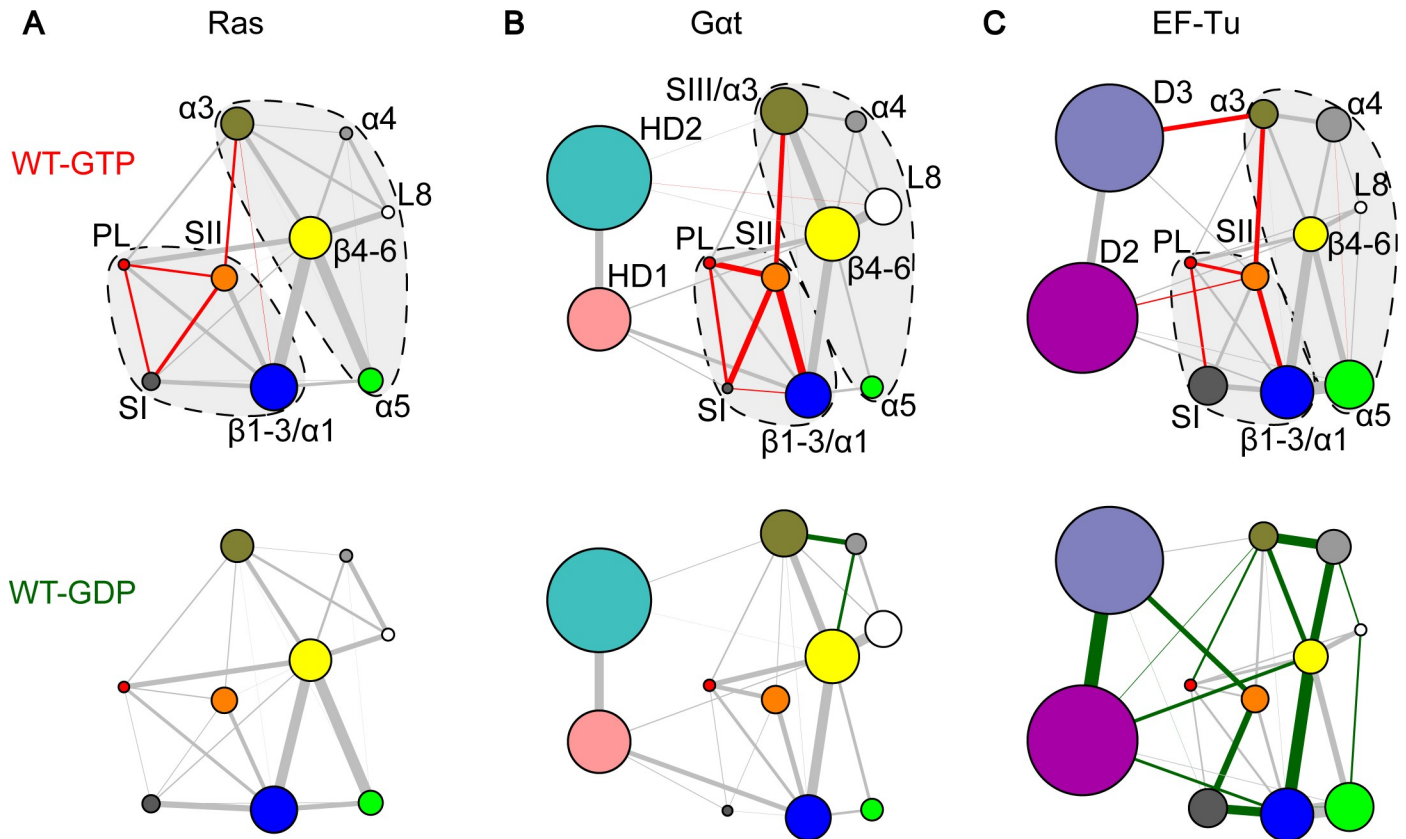 A Ras
B Gαt
C EF-Tu
WT-GTP
α3
α4
L8
PL
SII
β4-6
SI
β1-3/α1
α5
SIII/α3
α4
HD2
L8
PL
SII
β4-6
HD1
SI
β1-3/α1
α5
D3
α3
α4
L8
PL
SII
β4-6
D2
SI
β1-3/α1
α5
WT-GDP